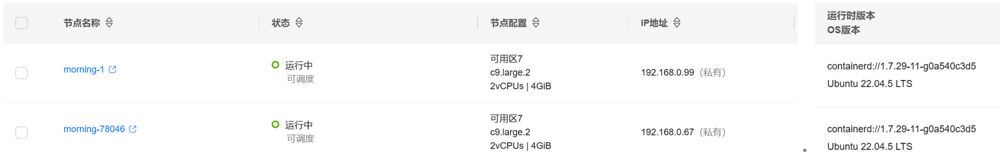 节点名称 状态 节点配置 IP地址 运行时版本
OS版本
morning-1
运行中
可调度
可用区7
c9.large.2
2vCPUs | 4GiB
192.168.0.99（私有）
containerd://1.7.29-11-g0a540c3d5
Ubuntu 22.04.5 LTS
morning-78046
运行中
可调度
可用区7
c9.large.2
2vCPUs | 4GiB
192.168.0.67（私有）
containerd://1.7.29-11-g0a540c3d5
Ubuntu 22.04.5 LTS